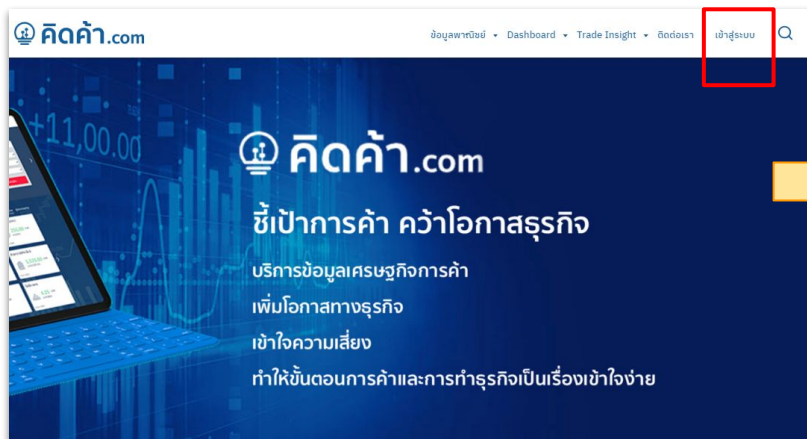 คิดค้า.com
ข้อมูลพาณิชย์ Dashboard Trade Insight ติดต่อเรา เข้าสู่ระบบ
+11,00.00
คิดค้า.com
ชี้เป้าการค้า คว้าโอกาสธุรกิจ
บริการข้อมูลเศรษฐกิจการค้า
เพิ่มโอกาสทางธุรกิจ
เข้าใจความเสี่ยง
ทำให้ขั้นตอนการค้าและการทำธุรกิจเป็นเรื่องเข้าใจง่าย